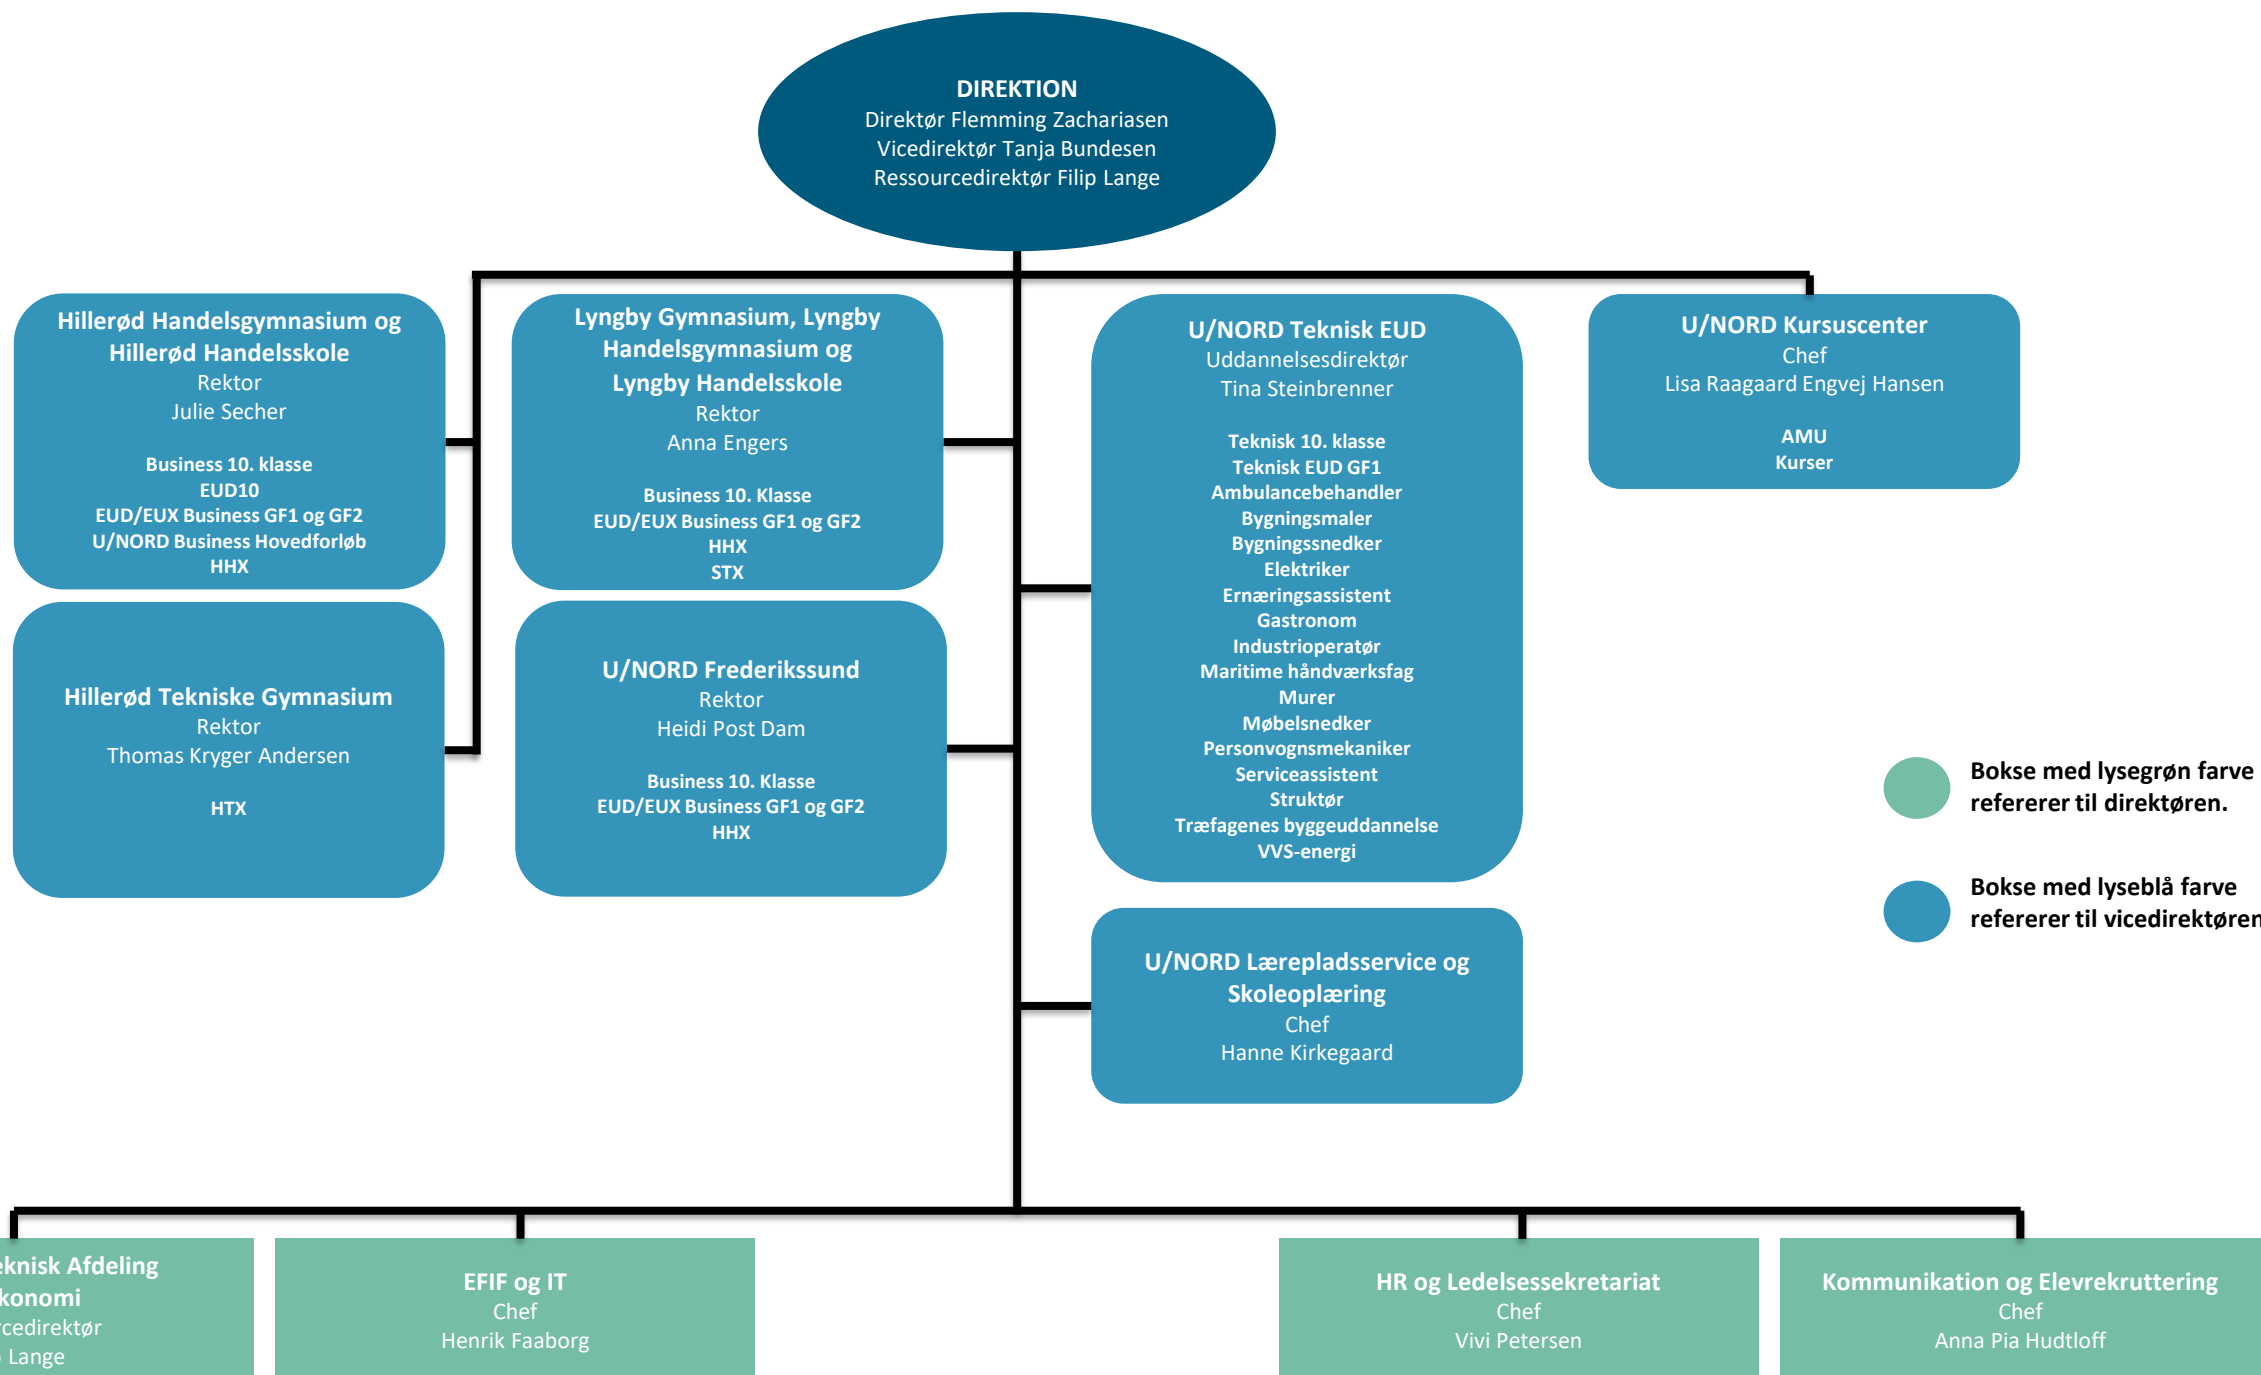 DIREKTION
Direktør Flemming Zachariasen
Vicedirektør Tanja Bundesen
Ressourcedirektør Filip Lange
Hillerød Handelsgymnasium og
Hillerød Handelsskole
Rektor
Julie Secher
Business 10. klasse
EUD10
EUD/EUX Business GF1 og GF2
U/NORD Business Hovedforløb
HHX
Lyngby Gymnasium, Lyngby
Handelsgymnasium og
Lyngby Handelsskole
Rektor
Anna Engers
Business 10. Klasse
EUD/EUX Business GF1 og GF2
HHX
STX
U/NORD Teknisk EUD
Uddannelsesdirektør
Tina Steinbrenner
Teknisk 10. klasse
Teknisk EUD GF1
Ambulancebehandler
Bygningsmaler
Bygningssnedker
Elektriker
Ernæringsassistent
Gastronom
Industrioperatør
Maritime håndværksfag
Murer
Møbelsnedker
Personvognsmekaniker
Serviceassistent
Struktør
Træfagenes byggeuddannelse
VVS-energi
U/NORD Kursuscenter
Chef
Lisa Raagaard Engvej Hansen
AMU
Kurser
Hillerød Tekniske Gymnasium
Rektor
Thomas Kryger Andersen
HTX
U/NORD Frederikssund
Rektor
Heidi Post Dam
Business 10. Klasse
EUD/EUX Business GF1 og GF2
HHX
Bokse med lysegrøn farve
refererer til direktøren.
Bokse med lyseblå farve
refererer til vicedirektøren
U/NORD Lærepladsservice og
Skoleoplæring
Chef
Hanne Kirkegaard
Afdeling
Lange
EFIF og IT
Chef
Henrik Faaborg
HR og Ledelsessekretariat
Chef
Vivi Petersen
Kommunikation og Elevrekruttering
Chef
Anna Pia Hudtloff